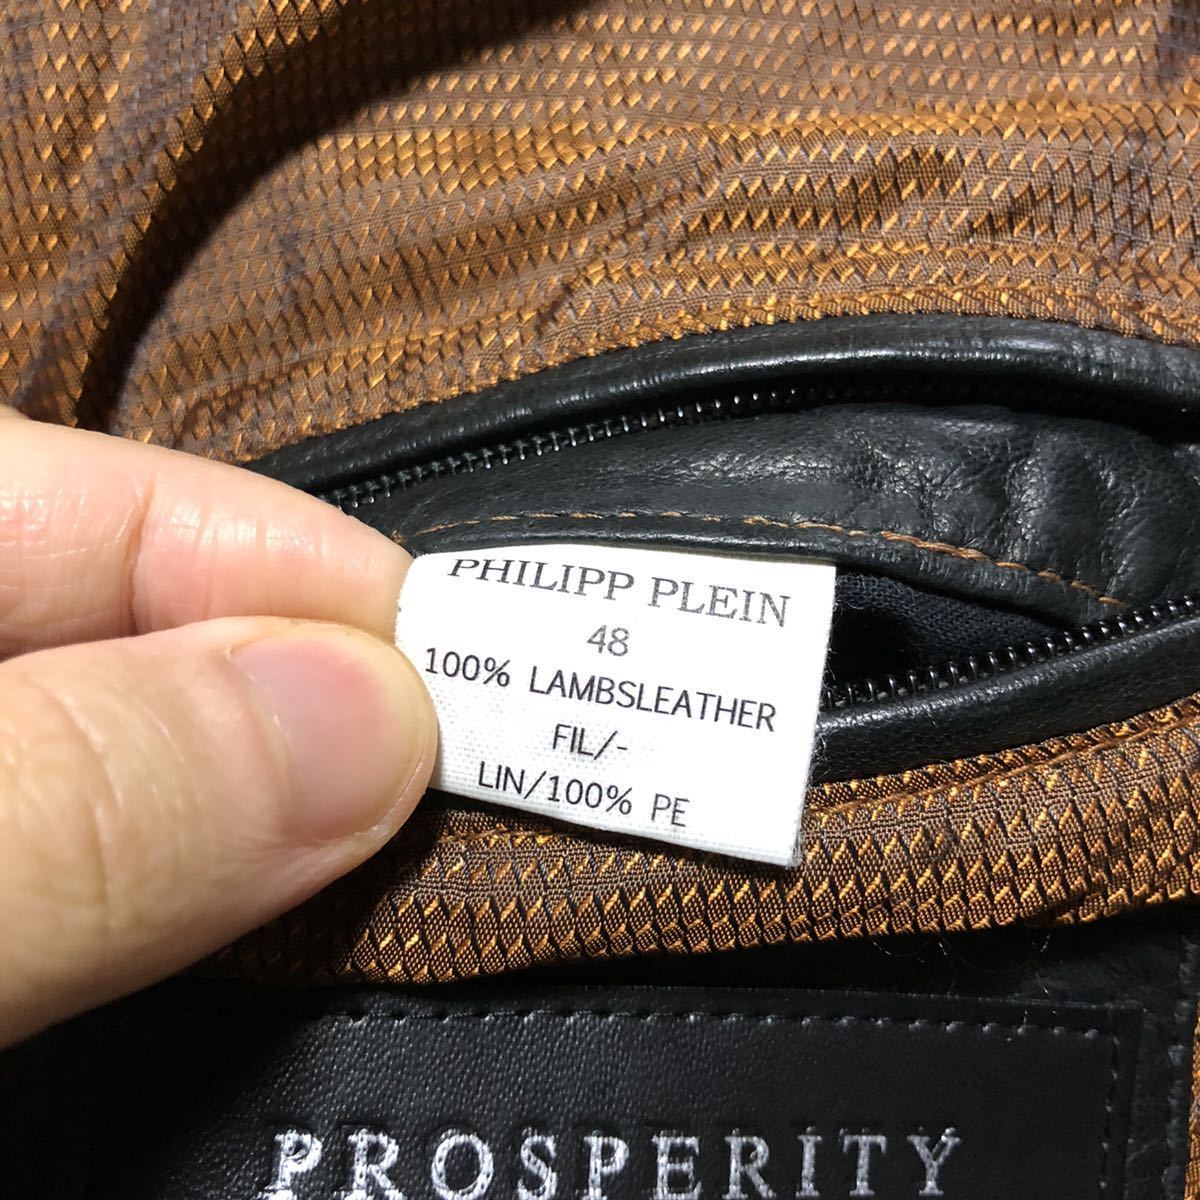 PHILIPP PLEIN
48
100% LAMBSLEATHER
FIL/-
LIN/100% PE
PROSPERITY